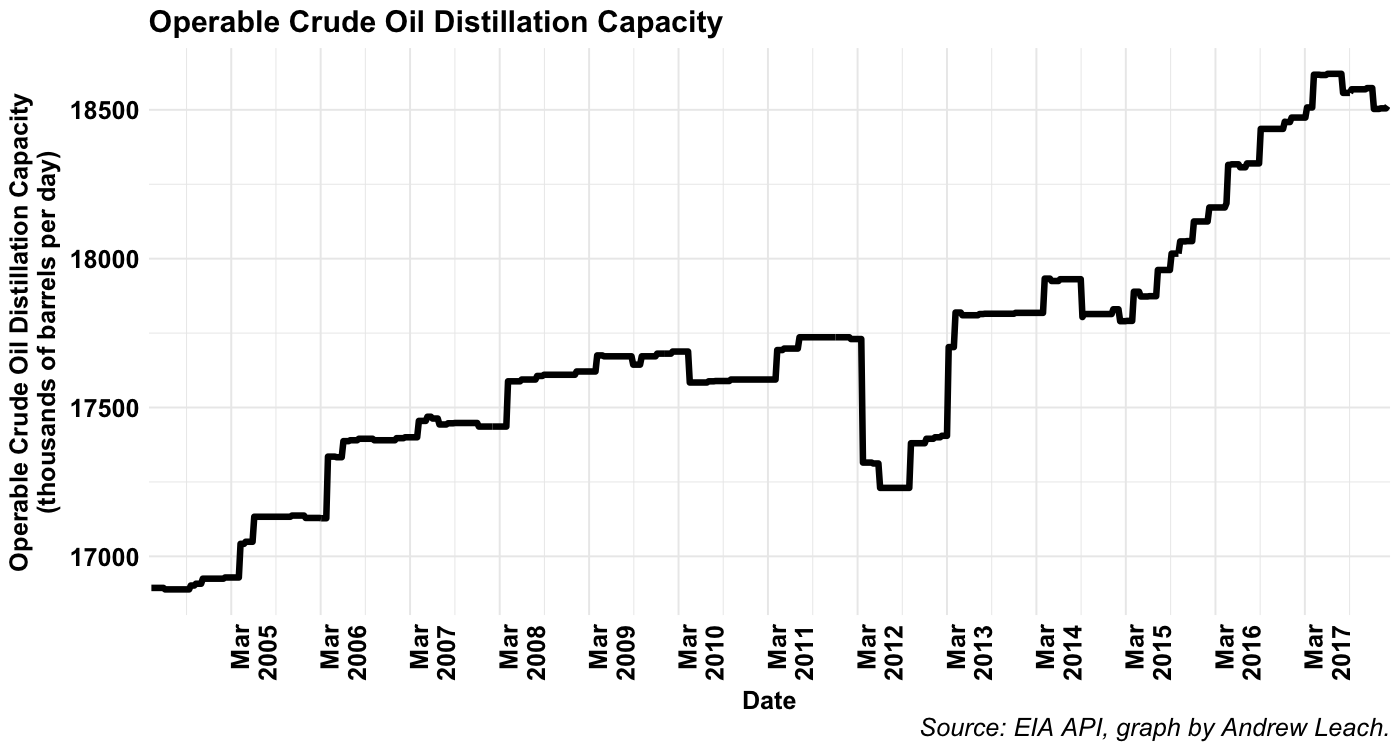 Operable Crude Oil Distillation Capacity
Operable Crude Oil Distillation Capacity
(thousands of barrels per day)
18500
18000
17500
17000
Mar
2005
Mar
2006
Mar
2007
Mar
2008
Mar
2009
Mar
2010
Mar
2011
Mar
2012
Mar
2013
Mar
2014
Mar
2015
Mar
2016
Mar
2017
Date
Source: EIA API, graph by Andrew Leach.